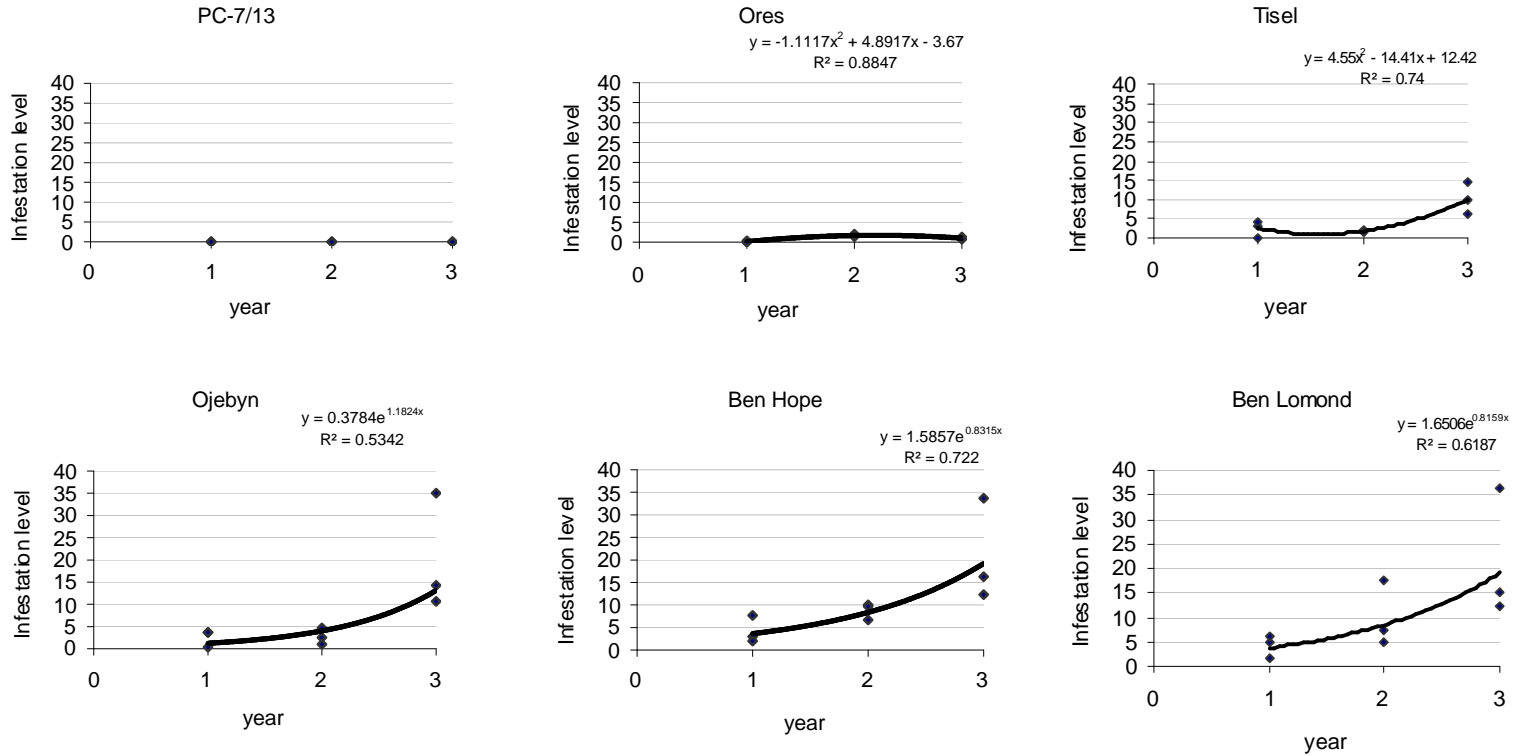 PC-7/13
Infestation level
40
35
30
25
20
15
10
5
0
0 1 2 3
year
Ores
y = -1.1117x² + 4.8917x - 3.67
R² = 0.8847
Infestation level
40
35
30
25
20
15
10
5
0
0 1 2 3
year
Tisel
y = 4.55x² - 14.41x + 12.42
R² = 0.74
Infestation level
40
35
30
25
20
15
10
5
0
0 1 2 3
year
Ojebyn
y = 0.3784e^1.1824x
R² = 0.5342
Infestation level
40
35
30
25
20
15
10
5
0
0 1 2 3
year
Ben Hope
y = 1.5857e^0.8315x
R² = 0.722
Infestation level
40
35
30
25
20
15
10
5
0
0 1 2 3
year
Ben Lomond
y = 1.6506e^0.8159x
R² = 0.6187
Infestation level
40
35
30
25
20
15
10
5
0
0 1 2 3
year